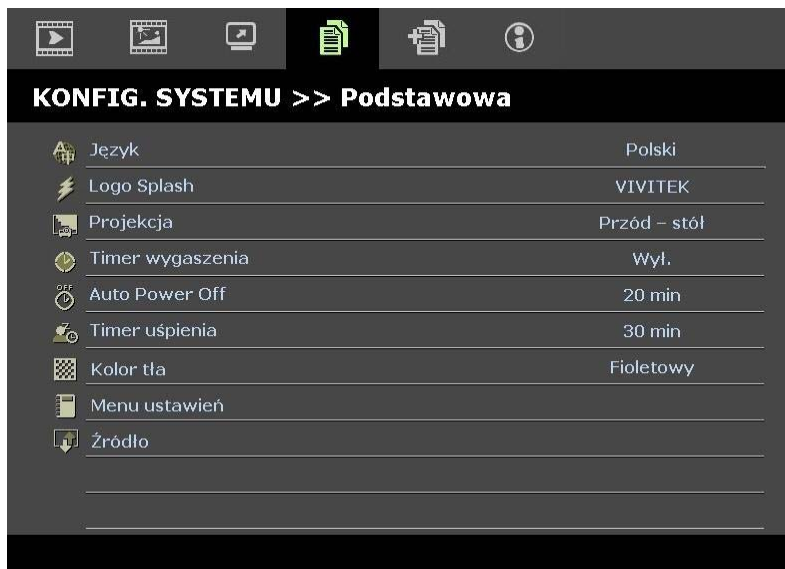 KONFIG. SYSTEMU >> Podstawowa
Język Polski
Logo Splash VIVITEK
Projekcja Przód – stół
Timer wygaszenia Wył.
OFF
Auto Power Off 20 min
Timer uśpienia 30 min
Kolor tła Fioletowy
Menu ustawień
Źródło